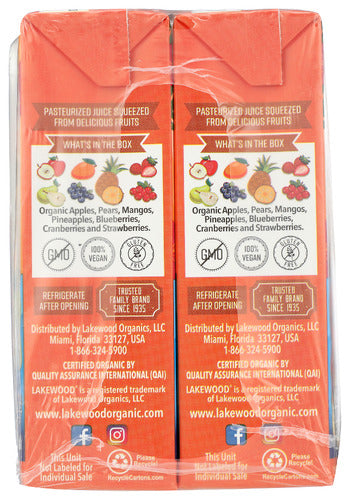 PASTEURIZED JUICE SQUEEZED
FROM DELICIOUS FRUITS
WHAT'S IN THE BOX
Organic Apples, Pears, Mangos,
Pineapples, Blueberries,
Cranberries and Strawberries.
GMO
100%
VEGAN
GLUTEN
FREE
REFRIGERATE
AFTER OPENING
TRUSTED
FAMILY BRAND
SINCE 1935
Distributed by Lakewood Organics, LLC
Miami, Florida 33127, USA
1-866-324-5900
CERTIFIED ORGANIC BY
QUALITY ASSURANCE INTERNATIONAL (QAI)
LAKEWOOD® is a registered trademark
of Lakewood Organics, LLC.
www.lakewoodorganic.com
This Unit
Not Labeled for
Individual Sale
Please
Recycle!
RecycleCartons.com
PASTEURIZED JUICE SQUEEZED
FROM DELICIOUS FRUITS
WHAT'S IN THE BOX
Organic Apples, Pears, Mangos,
Pineapples, Blueberries,
Cranberries and Strawberries.
GMO
100%
VEGAN
GLUTEN
FREE
REFRIGERATE
AFTER OPENING
TRUSTED
FAMILY BRAND
SINCE 1935
Distributed by Lakewood Organics, LLC
Miami, Florida 33127, USA
1-866-324-5900
CERTIFIED ORGANIC BY
QUALITY ASSURANCE INTERNATIONAL (QAI)
LAKEWOOD® is a registered trademark
of Lakewood Organics, LLC.
www.lakewoodorganic.com
This Unit
Not Labeled for
Individual Sale
Please
Recycle!
RecycleCartons.com